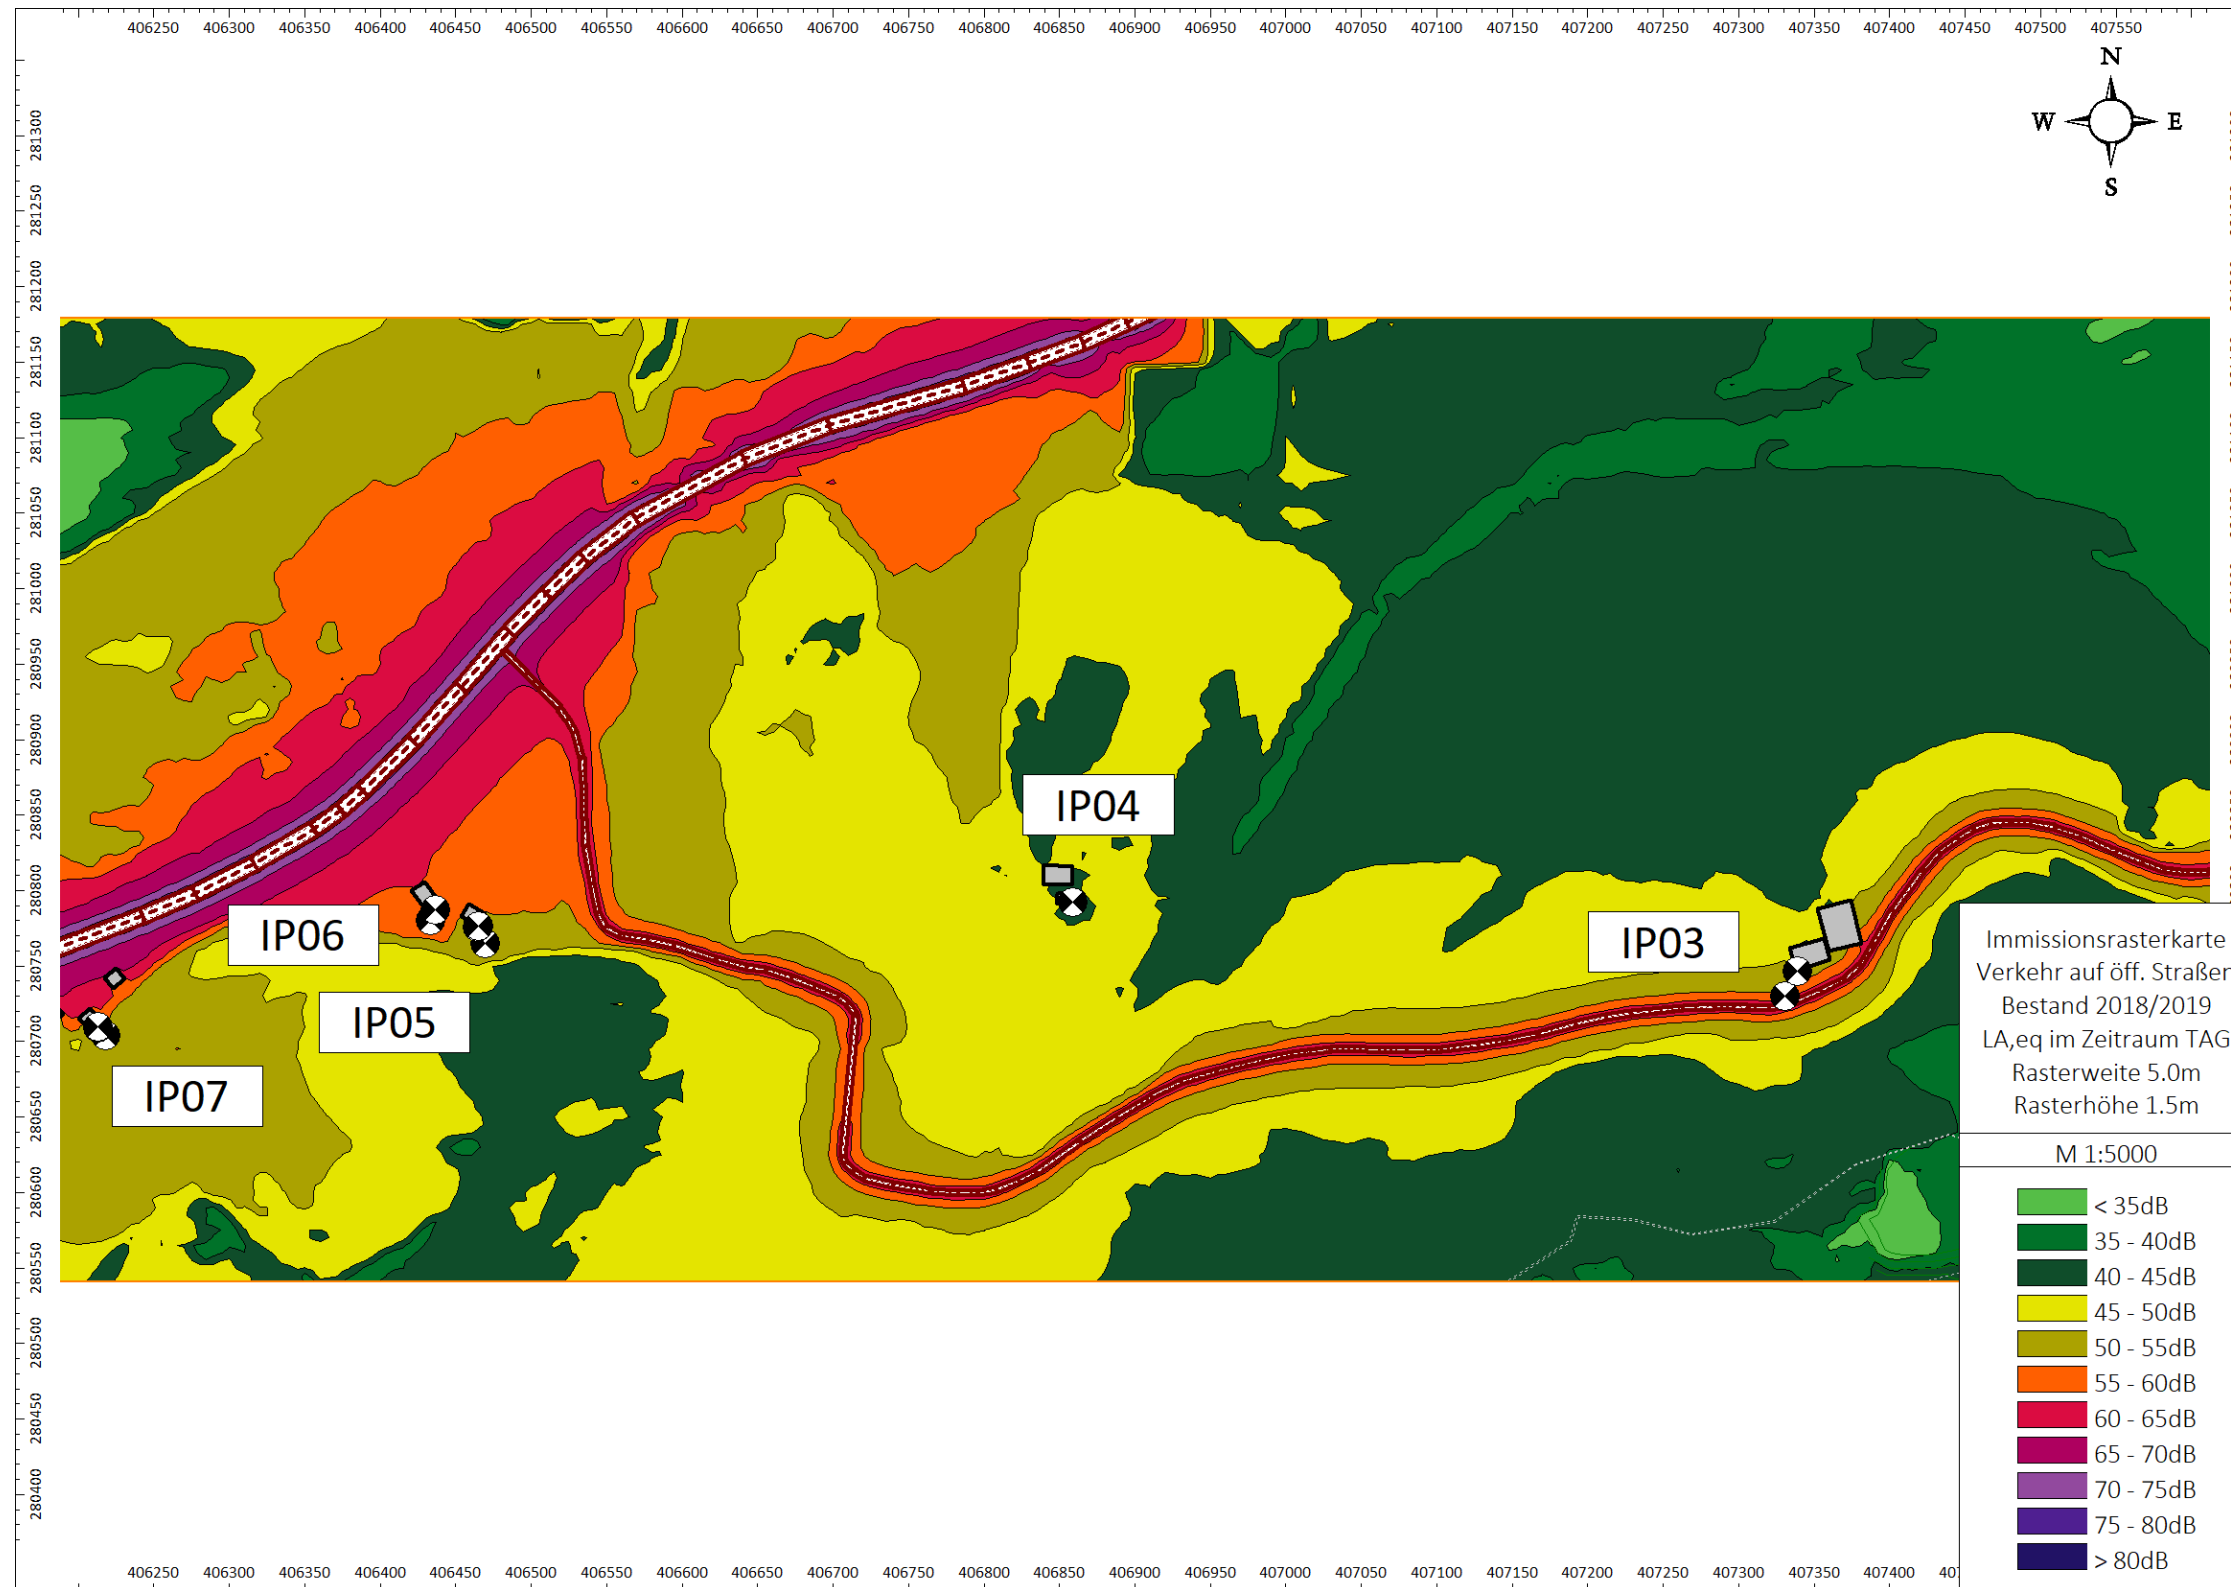 406250 406300 406350 406400 406450 406500 406550 406600 406650 406700 406750 406800 406850 406900 406950 407000 407050 407100 407150 407200 407250 407300 407350 407400 407450 407500 407550
N
W E
S
281300
281250
281200
281150
281100
281050
281000
280950
280900
280850
280800
280750
280700
280650
280600
280550
280500
280450
280400
IP04
IP06
IP03
IP05
IP07
Immissionsrasterkarte
Verkehr auf öff. Straßen
Bestand 2018/2019
LA,eq im Zeitraum TAG
Rasterweite 5.0m
Rasterhöhe 1.5m
M 1:5000
< 35dB
35 - 40dB
40 - 45dB
45 - 50dB
50 - 55dB
55 - 60dB
60 - 65dB
65 - 70dB
70 - 75dB
75 - 80dB
> 80dB
406250 406300 406350 406400 406450 406500 406550 406600 406650 406700 406750 406800 406850 406900 406950 407000 407050 407100 407150 407200 407250 407300 407350 407400